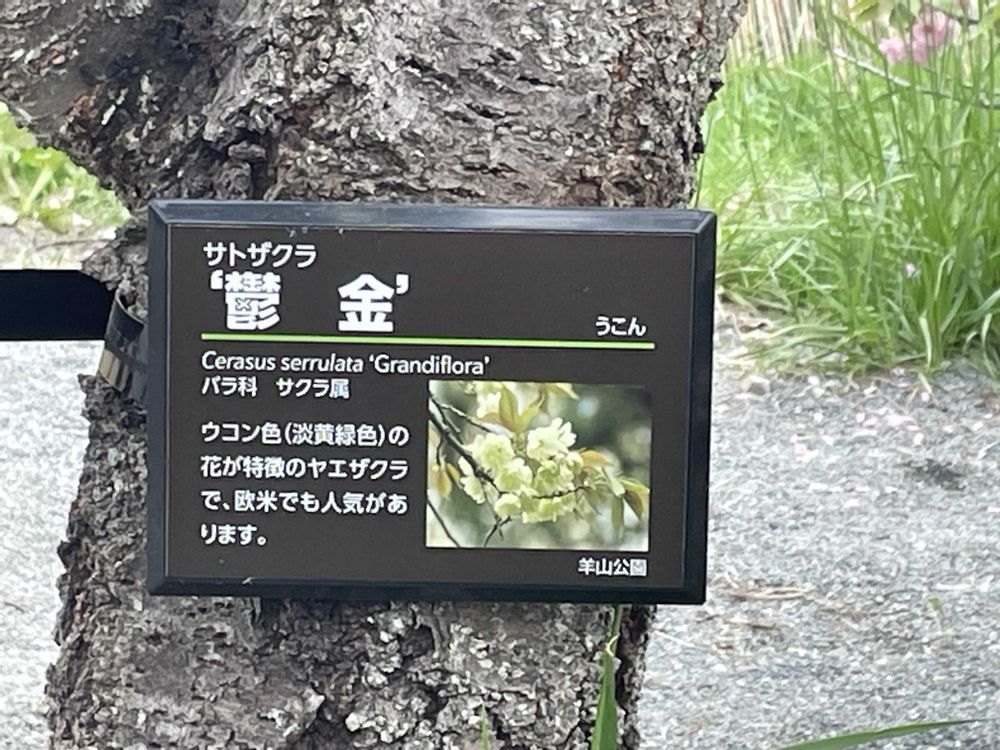 サトザクラ
‘鬱 金’
うこん
Cerasus serrulata ‘Grandiflora’
バラ科 サクラ属
ウコン色(淡黄緑色)の
花が特徴のヤエザクラ
で、欧米でも人気があ
ります。
羊山公園